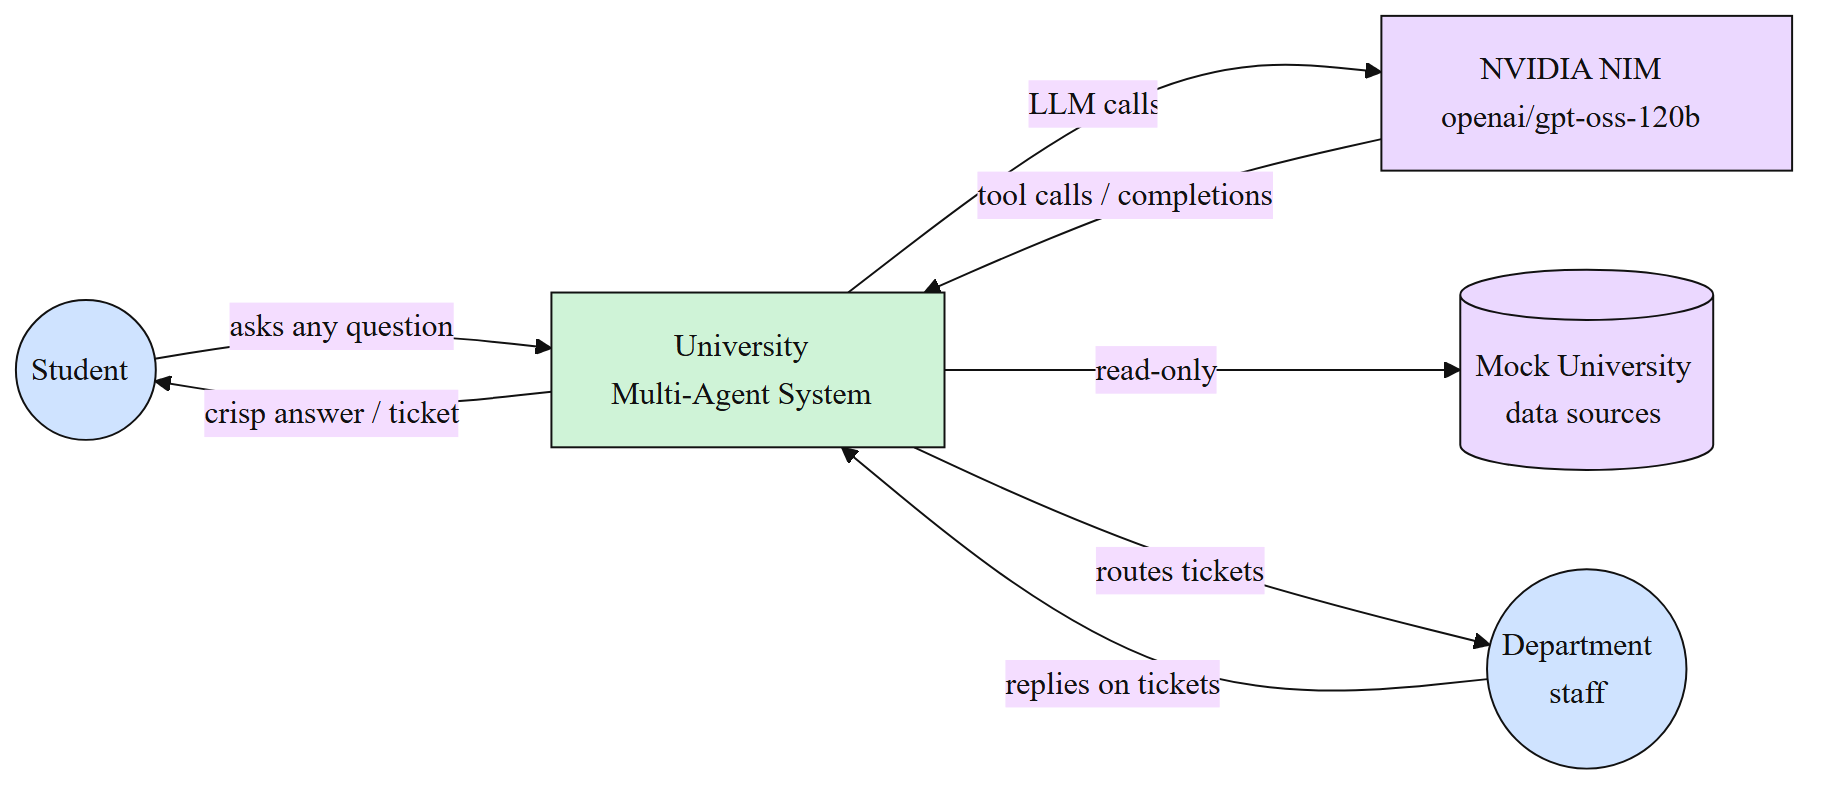 NVIDIA NIM
openai/gpt-oss-120b
LLM calls
tool calls / completions
asks any question
University
Multi-Agent System
Student
crisp answer / ticket
read-only
Mock University
data sources
routes tickets
Department
staff
replies on tickets